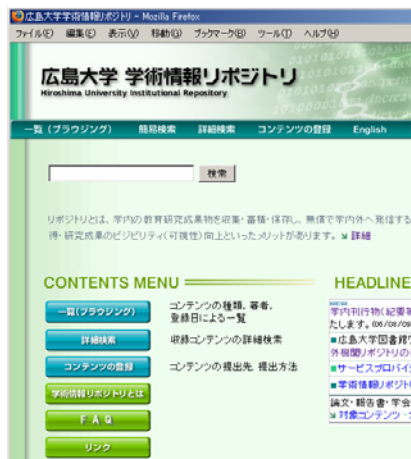 広島大学学術情報リポジトリ - Mozilla Firefox
ファイル(F) 編集(E) 表示(V) 移動(G) ブックマーク(B) ツール(T) ヘルプ(H)
広島大学 学術情報リポジトリ
Hiroshima University Institutional Repository
一覧(ブラウジング) 簡易検索 詳細検索 コンテンツの登録 English
検索
リポジトリとは、学内の教育研究成果物を収集・蓄積・保存し、無償で学内外へ発信する
得・研究成果のビジビリティ(可視性)向上といったメリットがあります。 詳細
CONTENTS MENU
HEADLINE
一覧(ブラウジング) コンテンツの種類、著者、
登録日による一覧
詳細検索 収録コンテンツの詳細検索
コンテンツの登録 コンテンツの提出先、提出方法
学術情報リポジトリとは
FAQ
リンク
学内刊行物(紀要等
たします。(06/08/09
■広島大学図書館
外機関リポジトリの
■サービスプロバイ
■学術情報リポジト
論文・報告書・学会
対象コンテンツ・